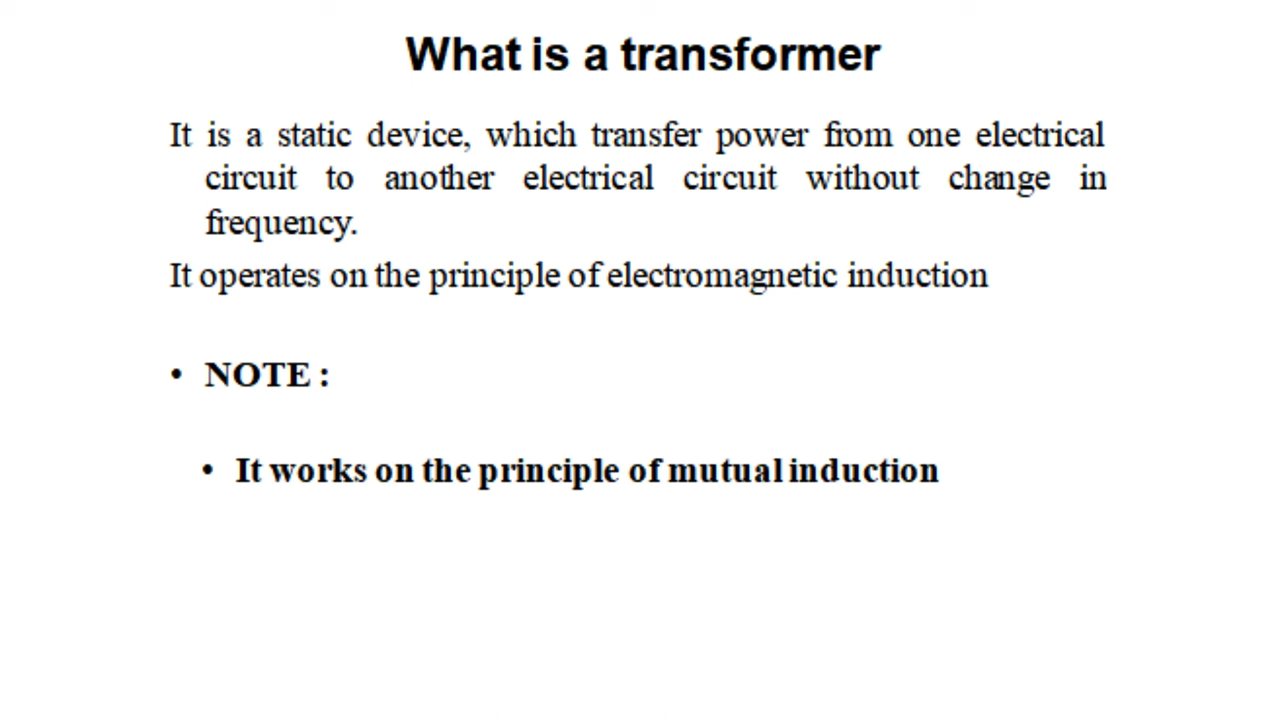 What is a transformer
It is a static device, which transfer power from one electrical
circuit to another electrical circuit without change in
frequency.
It operates on the principle of electromagnetic induction
• NOTE :
• It works on the principle of mutual induction